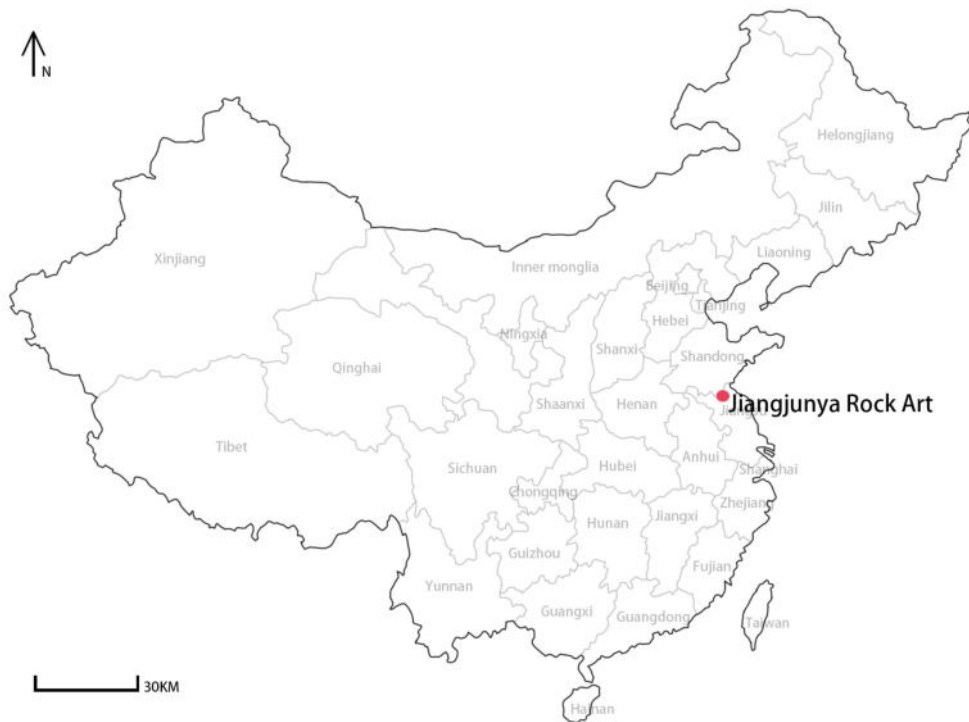 N
Helongjiang
Jilin
Xinjiang
Liaoning
Inner monglia
Beijing
Tianjing
Hebei
Ningxia
Shanxi
Shandong
Qinghai
Jiangjunya Rock Art
Shaanxi
Henan
Jiangsu
Tibet
Anhui
Sichuan
Hubei
Shanghai
Chongqing
Zhejiang
Hunan
Jiangxi
Guizhou
Fujian
Yunnan
Guangxi
Guangdong
Taiwan
30KM
Hainan